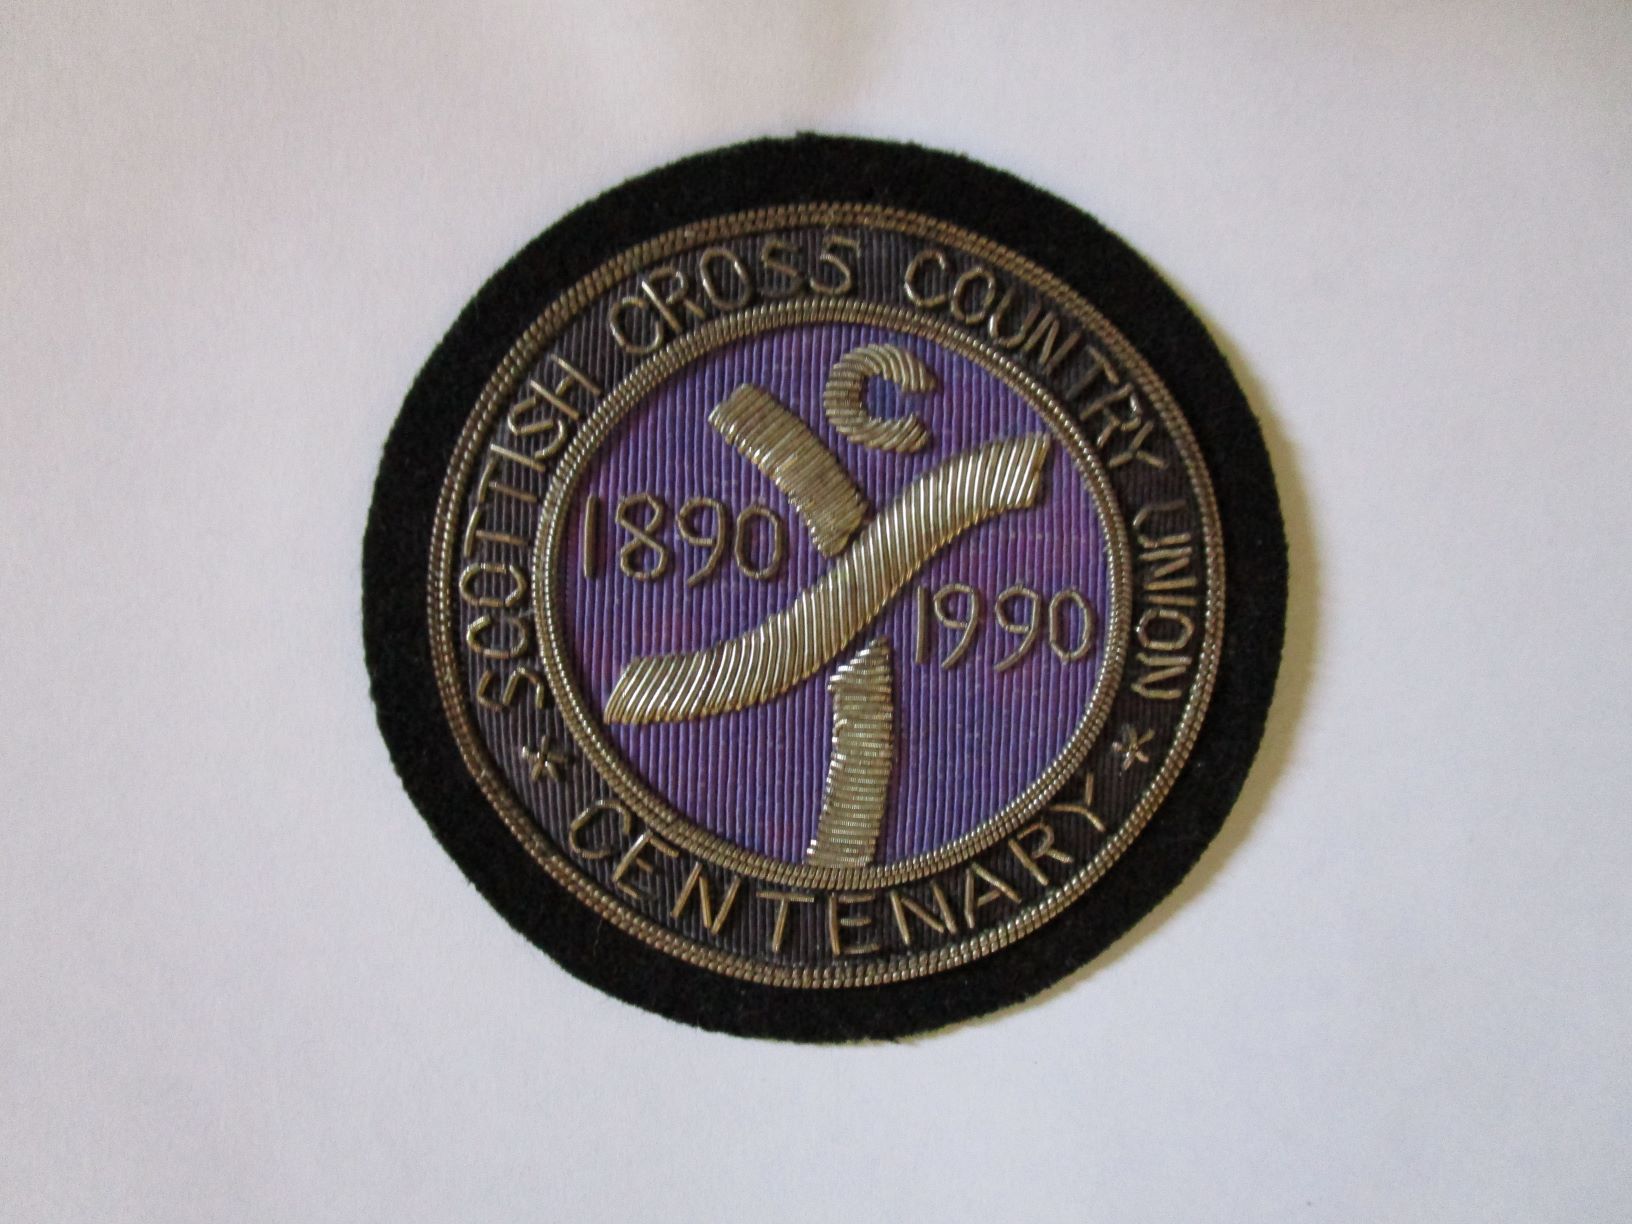 SCOTTISH CROSS COUNTRY UNION
C
1890
1990
* CENTENARY *